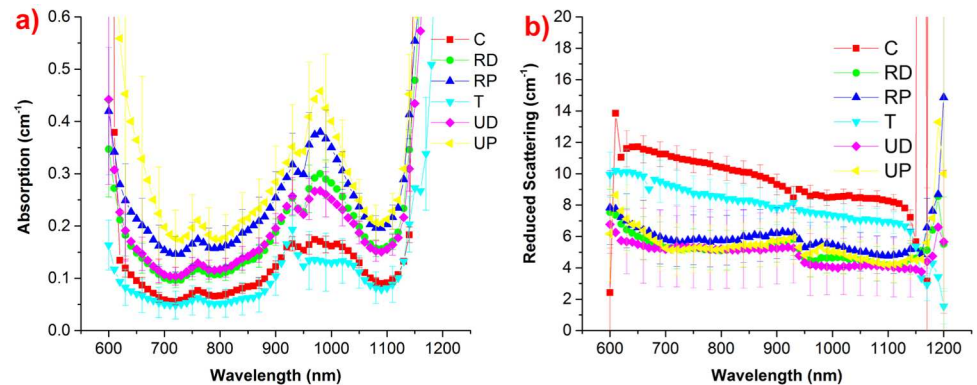 a)
Absorption (cm⁻¹)
0.6
0.5
0.4
0.3
0.2
0.1
0.0
600 700 800 900 1000 1100 1200
Wavelength (nm)
C
RD
RP
T
UD
UP
b)
Reduced Scattering (cm⁻¹)
20
18
16
14
12
10
8
6
4
2
0
600 700 800 900 1000 1100 1200
Wavelength (nm)
C
RD
RP
T
UD
UP